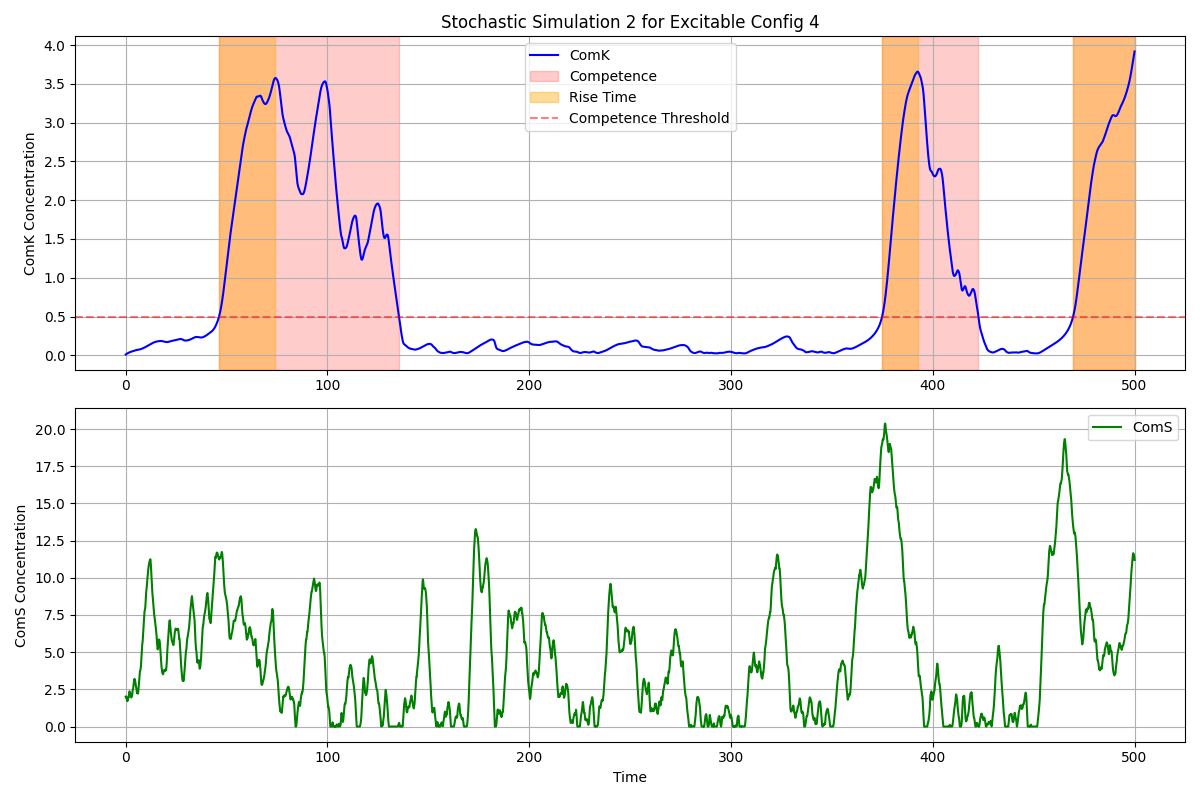 Stochastic Simulation 2 for Excitable Config 4
ComK
Competence
Rise Time
Competence Threshold
ComK Concentration
4.0
3.5
3.0
2.5
2.0
1.5
1.0
0.5
0.0
0 100 200 300 400 500
ComS
ComS Concentration
20.0
17.5
15.0
12.5
10.0
7.5
5.0
2.5
0.0
0 100 200 300 400 500
Time